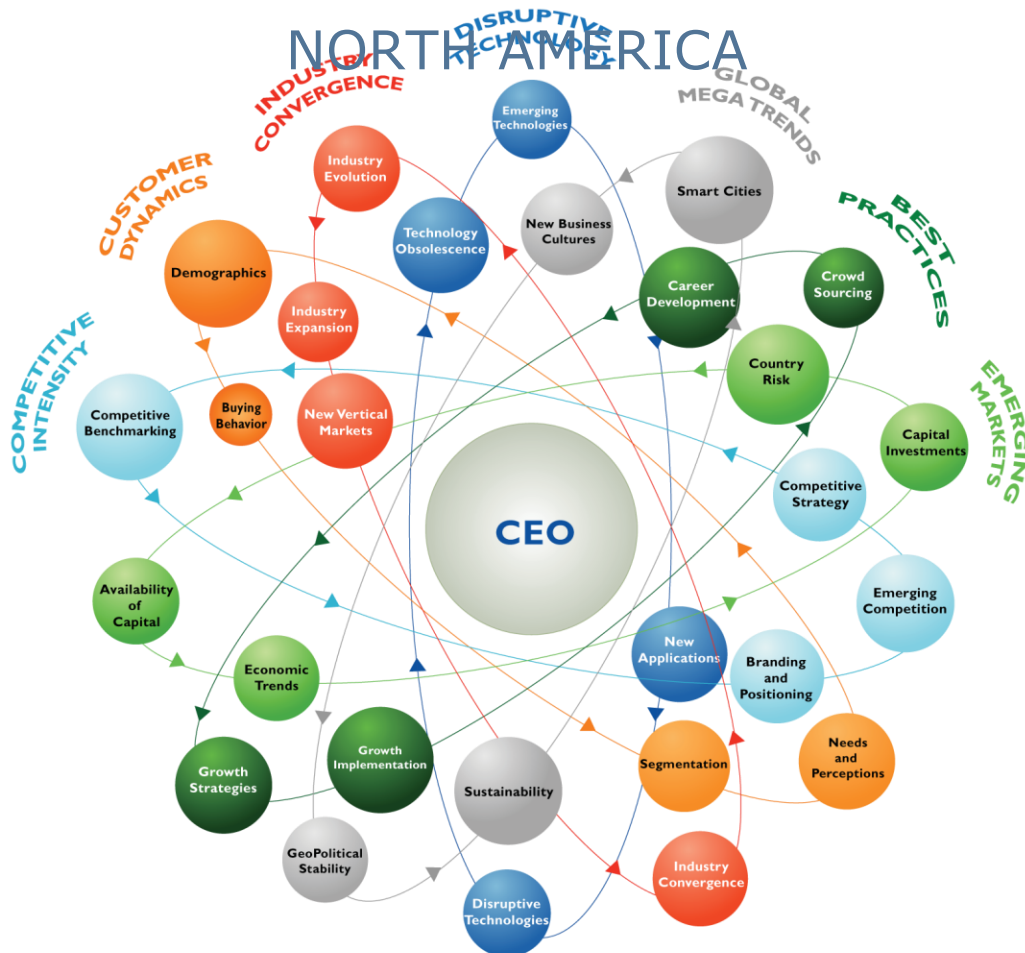 NORTH AMERICA
DISRUPTIVE
TECHNOLOGY
INDUSTRY
CONVERGENCE
GLOBAL
MEGA TRENDS
CUSTOMER
DYNAMICS
BEST
PRACTICES
COMPETITIVE
INTENSITY
EMERGING
MARKETS
Emerging
Technologies
Industry
Evolution
Smart Cities
Technology
Obsolescence
New Business
Cultures
Demographics
Career
Development
Crowd
Sourcing
Industry
Expansion
Country
Risk
Buying
Behavior
New Vertical
Markets
Competitive
Benchmarking
Capital
Investments
Competitive
Strategy
CEO
Availability
of
Capital
Emerging
Competition
New
Applications
Economic
Trends
Branding
and
Positioning
Growth
Strategies
Growth
Implementation
Sustainability
Segmentation
Needs
and
Perceptions
GeoPolitical
Stability
Industry
Convergence
Disruptive
Technologies